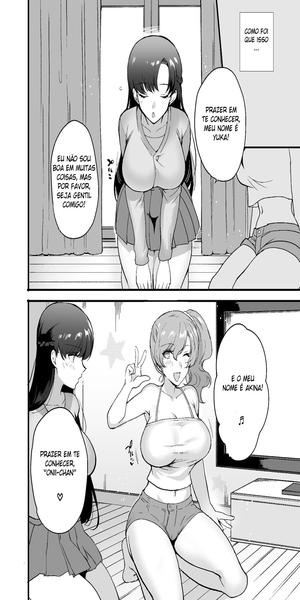 COMO FOI
QUE ISSO
...
PRAZER EM
TE
CONHECER,
MEU NOME É
YUKA!
EU NÃO SOU
BOA EM MUITAS
COISAS, MAS
POR FAVOR,
SEJA GENTIL
COMIGO!
E O MEU
NOME É
AKINA!
♫
PRAZER
EM TE
CONHECER,
"ONII-CHAN"
♡